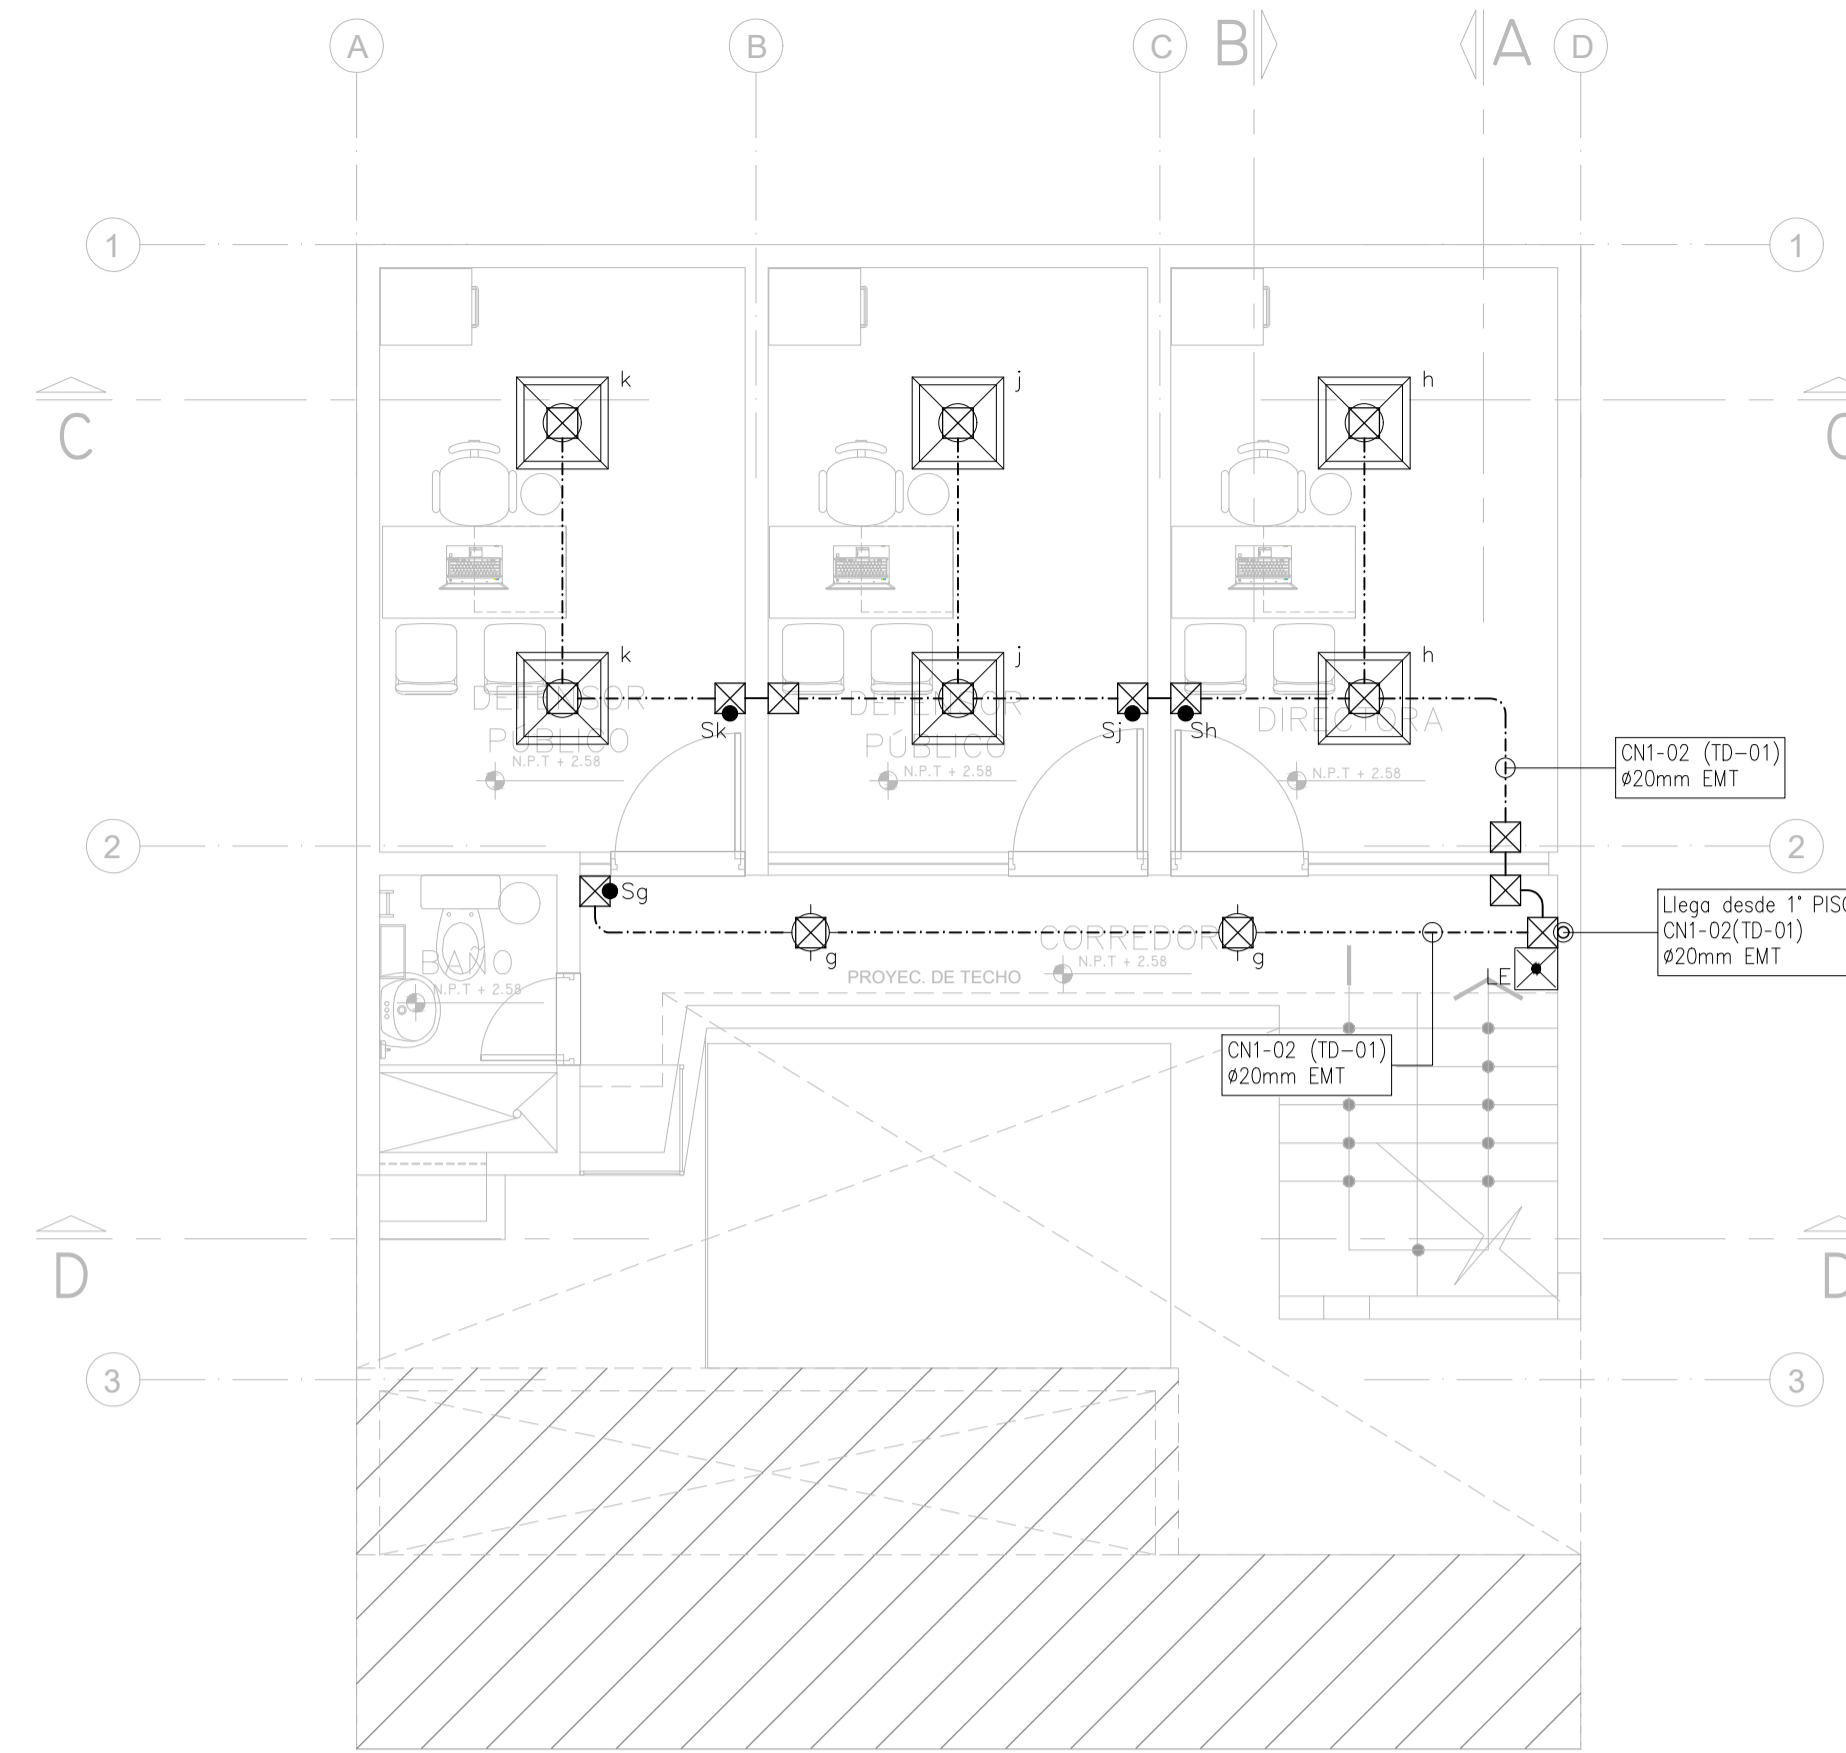 A
B
C
B
A
D
1
1
k
j
h
C
C
k
j
h
DEFENSOR
PÚBLICO
N.P.T + 2.58
Sk
DEFENSOR
PÚBLICO
N.P.T + 2.58
Sj
Sh
DIRECTORA
N.P.T + 2.58
CN1-02 (TD-01)
ø20mm EMT
2
2
Sg
Llega desde 1° PISO
CN1-02(TD-01)
ø20mm EMT
g
g
CORREDOR
N.P.T + 2.58
PROYEC. DE TECHO
BAÑO
N.P.T + 2.58
LE
CN1-02 (TD-01)
ø20mm EMT
D
D
3
3